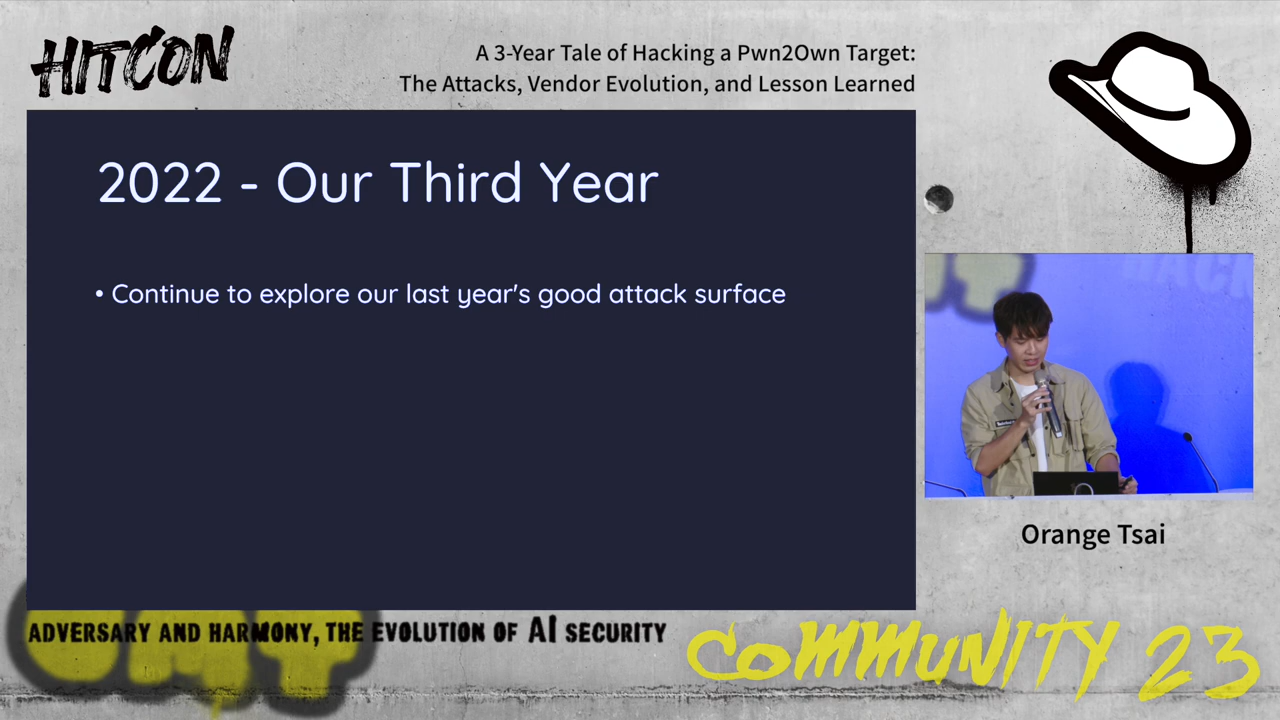 HITCON
A 3-Year Tale of Hacking a Pwn2Own Target:
The Attacks, Vendor Evolution, and Lesson Learned
2022 - Our Third Year
• Continue to explore our last year's good attack surface
Orange Tsai
ADVERSARY AND HARMONY, THE EVOLUTION OF AI SECURITY
COMMUNITY 23